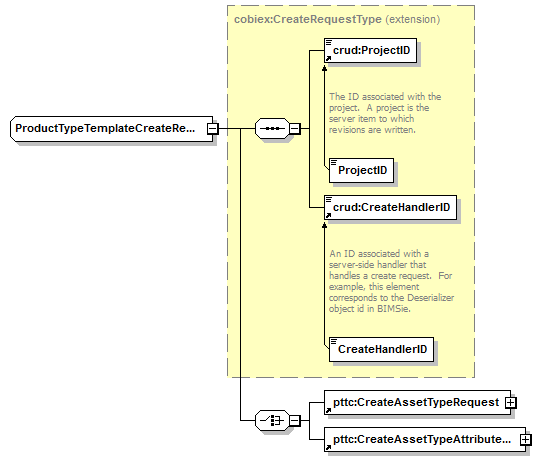 cobiex:CreateRequestType (extension)
crud:ProjectID
The ID associated with the
project. A project is the
server item to which
revisions are written.
ProductTypeTemplateCreateRe...
ProjectID
crud:CreateHandlerID
An ID associated with a
server-side handler that
handles a create request. For
example, this element
corresponds to the Deserializer
object id in BIMSie.
CreateHandlerID
pttc:CreateAssetTypeRequest
pttc:CreateAssetTypeAttribute...